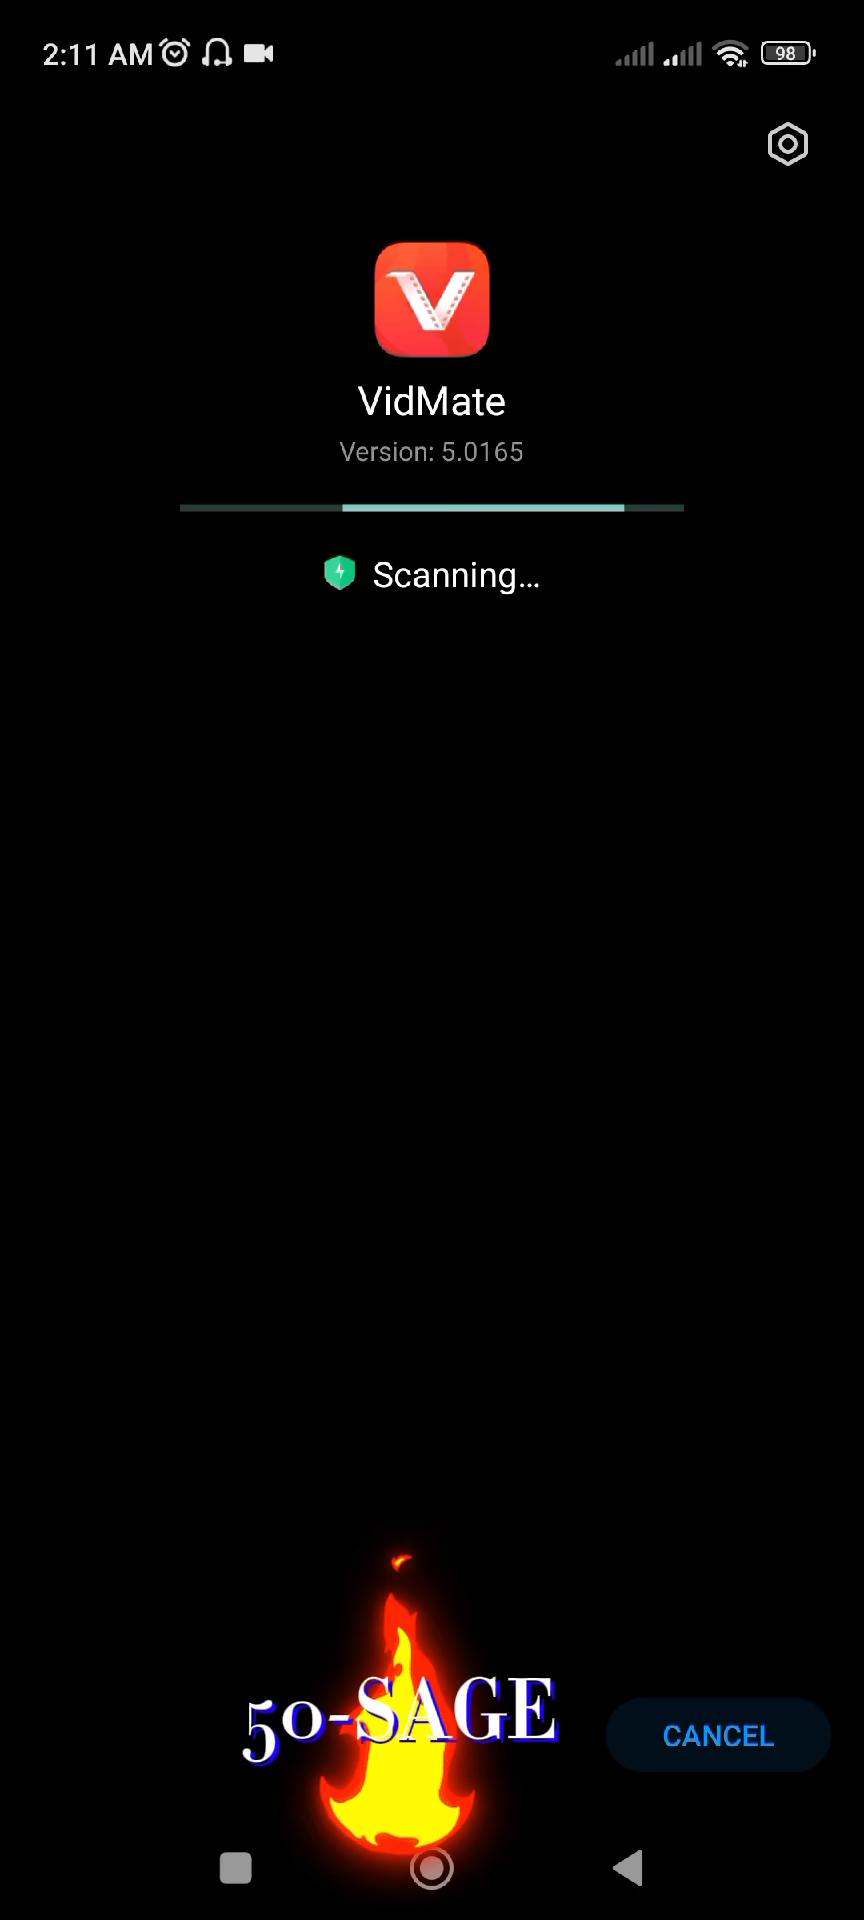 2:11 AM
98
VidMate
Version: 5.0165
Scanning...
50-SAGE
CANCEL